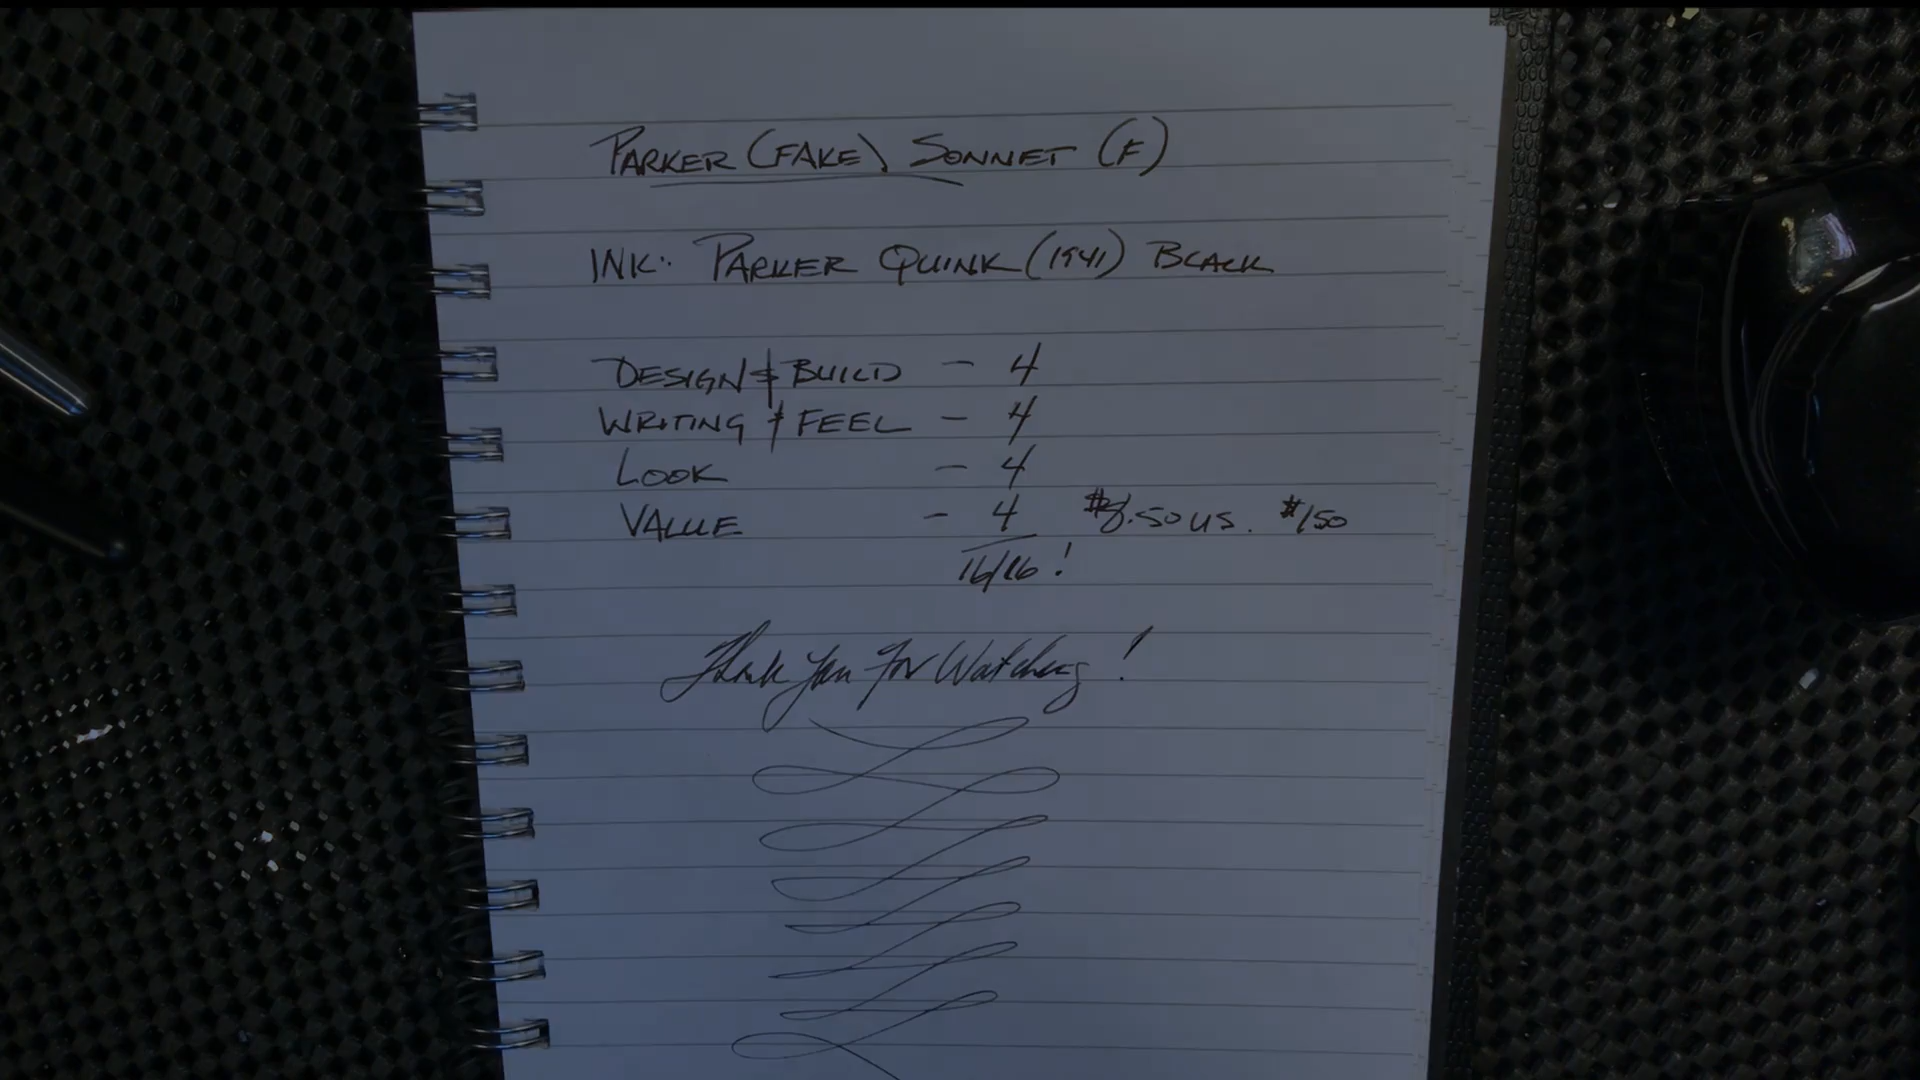 PARKER (FAKE) SONNET (F)
INK: PARKER QUINK (1941) BLACK
DESIGN & BUILD - 4
WRITING & FEEL - 4
LOOK - 4
VALUE - 4 $8.50 US. $150
16/16!
Thank You For Watching!